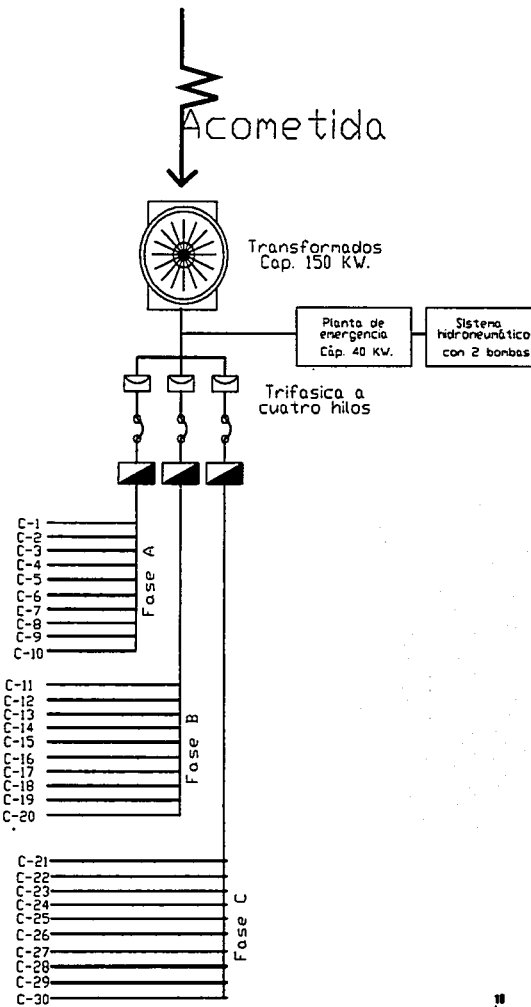 Acometida
Transformados
Cap. 150 KW.
Planta de
emergencia
Cap. 40 KW.
Sistema
hidroneumático
con 2 bombas
Trifasica a
cuatro hilos
C-1
C-2
C-3
C-4
C-5
C-6
C-7
C-8
C-9
C-10
Fase A
C-11
C-12
C-13
C-14
C-15
C-16
C-17
C-18
C-19
C-20
Fase B
C-21
C-22
C-23
C-24
C-25
C-26
C-27
C-28
C-29
C-30
Fase C